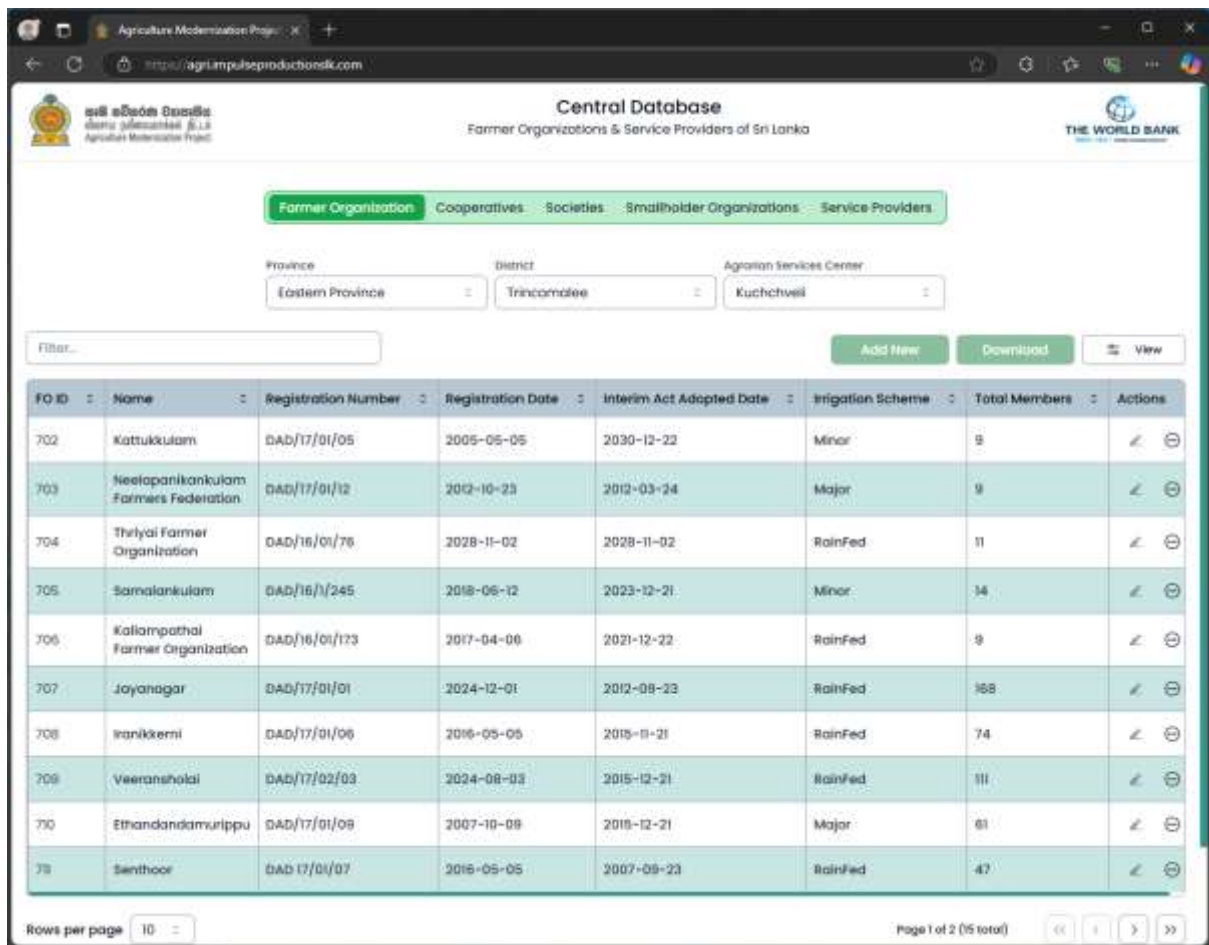 Agriculture Modernization Proje
https://agri.impulseproductionslk.com
Agriculture Modernization Project
Central Database
Farmer Organizations & Service Providers of Sri Lanka
THE WORLD BANK
Farmer Organization Cooperatives Societies Smallholder Organizations Service Providers
Province District Agrarian Services Center
Eastern Province Trincomalee Kuchchveli
Filter... Add New Download View
FO ID Name Registration Number Registration Date Interim Act Adopted Date Irrigation Scheme Total Members Actions
702 Kattukkulam DAD/17/01/05 2005-05-05 2030-12-22 Minor 9
703 Neelapanikankulam Farmers Federation DAD/17/01/12 2012-10-23 2012-03-24 Major 9
704 Thriyai Farmer Organization DAD/16/01/76 2028-11-02 2028-11-02 RainFed 11
705 Samalankulam DAD/16/1/245 2018-06-12 2023-12-21 Minor 14
706 Kallampathai Farmer Organization DAD/16/01/173 2017-04-06 2021-12-22 RainFed 9
707 Jayanagar DAD/17/01/01 2024-12-01 2012-09-23 RainFed 168
708 Iranikkerni DAD/17/01/06 2016-05-05 2015-11-21 RainFed 74
709 Veeransholai DAD/17/02/03 2024-08-03 2015-12-21 RainFed 111
710 Ethandandamurippu DAD/17/01/09 2007-10-09 2015-12-21 Major 61
711 Senthoor DAD 17/01/07 2016-05-05 2007-09-23 RainFed 47
Rows per page 10 Page 1 of 2 (15 total)